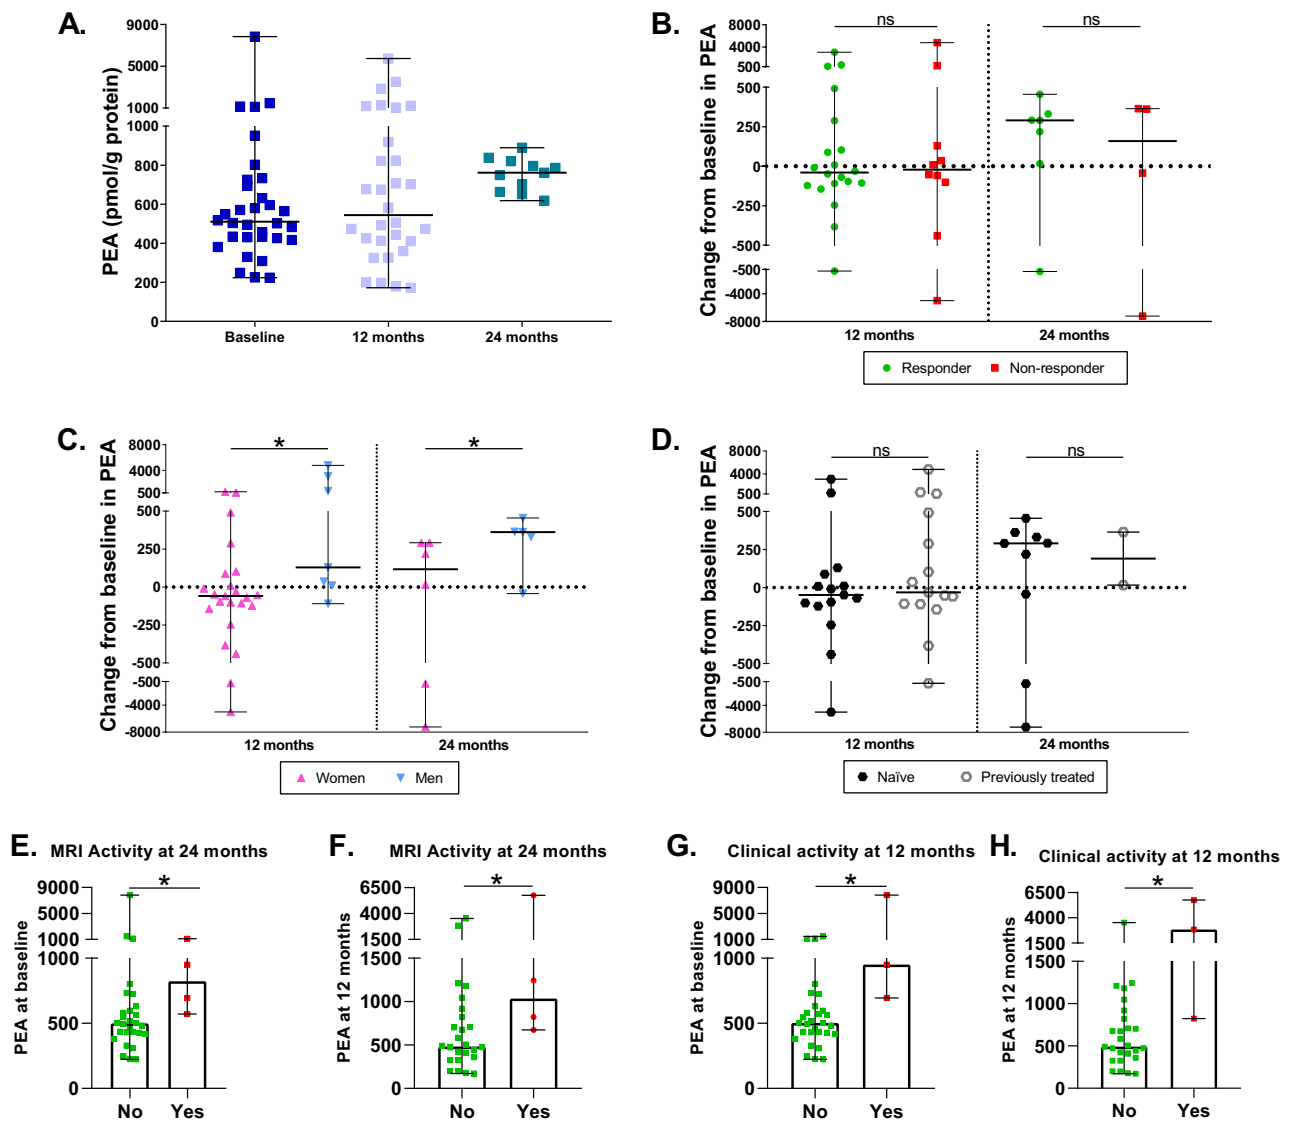 A.
PEA (pmol/g protein)
9000
5000
1000
1000
800
600
400
200
0
Baseline
12 months
24 months
B.
Change from baseline in PEA
8000
4000
500
500
250
0
-250
-500
-500
-4000
-8000
ns
ns
12 months
24 months
Responder
Non-responder
C.
Change from baseline in PEA
8000
4000
500
500
250
0
-250
-500
-500
-4000
-8000
*
*
12 months
24 months
Women
Men
D.
Change from baseline in PEA
8000
4000
500
500
250
0
-250
-500
-500
-4000
-8000
ns
ns
12 months
24 months
Naïve
Previously treated
E.
MRI Activity at 24 months
PEA at baseline
9000
5000
1000
1000
500
0
*
No
Yes
F.
MRI Activity at 24 months
PEA at 12 months
6500
4000
1500
1500
1000
500
0
*
No
Yes
G.
Clinical activity at 12 months
PEA at baseline
9000
5000
1000
1000
500
0
*
No
Yes
H.
Clinical activity at 12 months
PEA at 12 months
6500
4000
1500
1500
1000
500
0
*
No
Yes